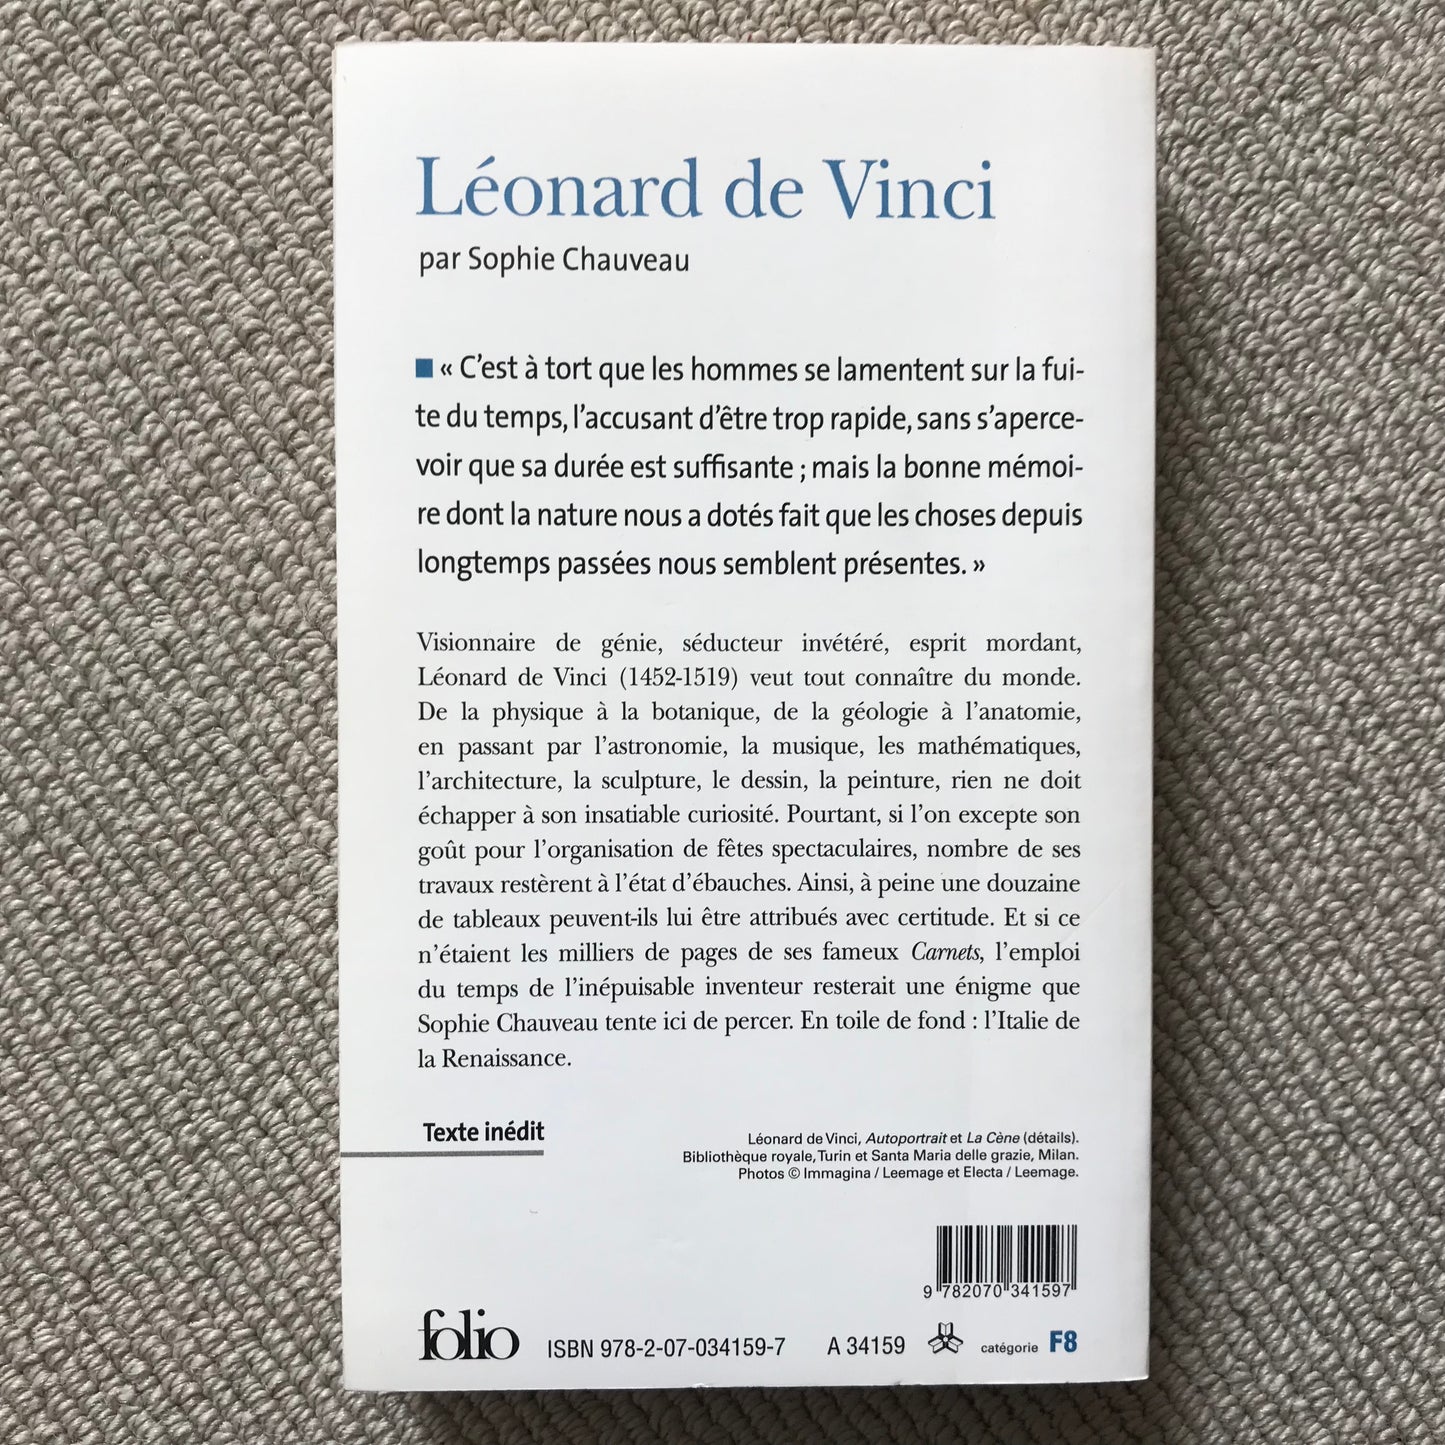 Léonard de Vinci
par Sophie Chauveau
« C’est à tort que les hommes se lamentent sur la fui-
te du temps, l’accusant d’être trop rapide, sans s’aperce-
voir que sa durée est suffisante ; mais la bonne mémoi-
re dont la nature nous a dotés fait que les choses depuis
longtemps passées nous semblent présentes. »
Visionnaire de génie, séducteur invétéré, esprit mordant,
Léonard de Vinci (1452-1519) veut tout connaître du monde.
De la physique à la botanique, de la géologie à l’anatomie,
en passant par l’astronomie, la musique, les mathématiques,
l’architecture, la sculpture, le dessin, la peinture, rien ne doit
échapper à son insatiable curiosité. Pourtant, si l’on excepte son
goût pour l’organisation de fêtes spectaculaires, nombre de ses
travaux restèrent à l’état d’ébauches. Ainsi, à peine une douzaine
de tableaux peuvent-ils lui être attribués avec certitude. Et si ce
n’étaient les milliers de pages de ses fameux Carnets, l’emploi
du temps de l’inépuisable inventeur resterait une énigme que
Sophie Chauveau tente ici de percer. En toile de fond : l’Italie de
la Renaissance.
Texte inédit
Léonard de Vinci, Autoportrait et La Cène (détails).
Bibliothèque royale, Turin et Santa Maria delle grazie, Milan.
Photos © Immagina / Leemage et Electa / Leemage.
9 782070 341597
folio ISBN 978-2-07-034159-7 A 34159 catégorie F8